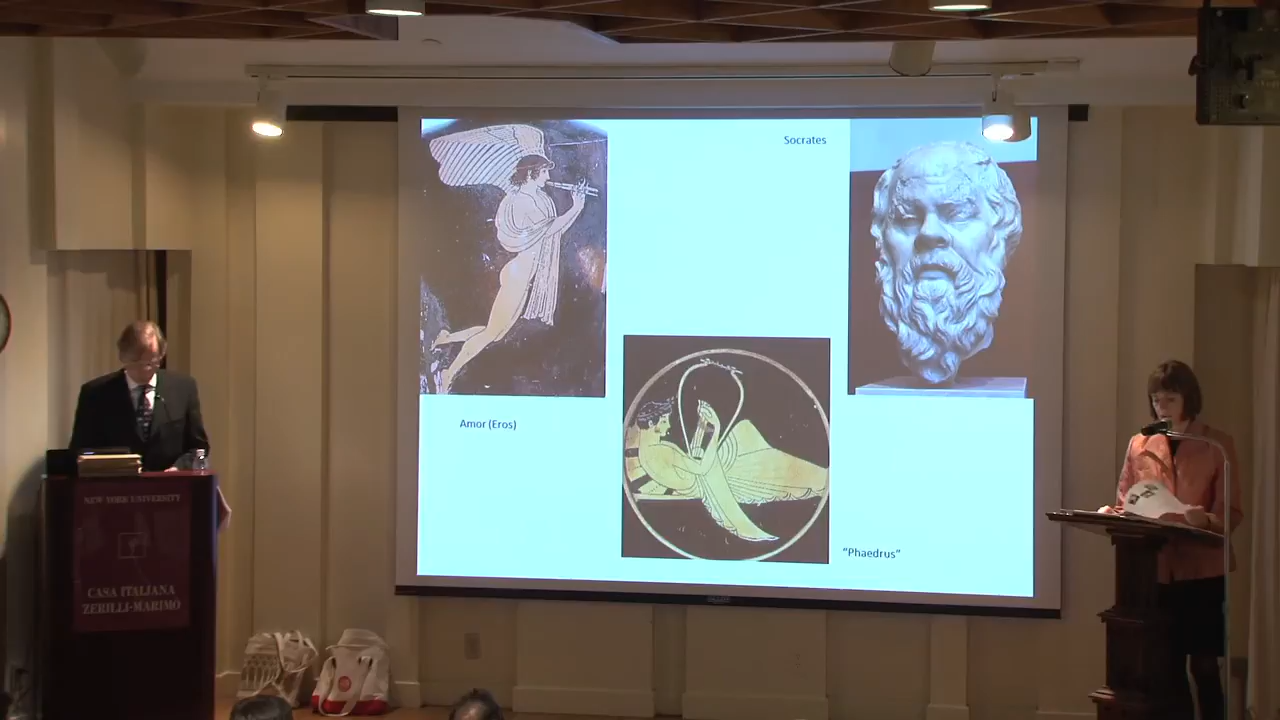 Socrates
Amor (Eros)
"Phaedrus"
NEW YORK UNIVERSITY
CASA ITALIANA
ZERILLI-MARIMÒ